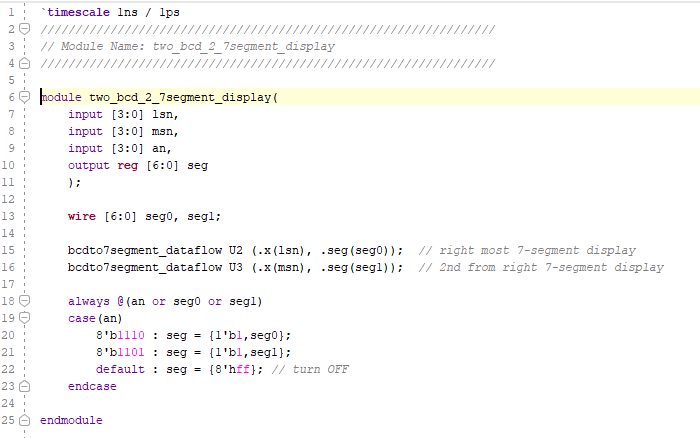 1 `timescale 1ns / 1ps
2 /////////////////////////////////////////////////////////////////
3 // Module Name: two_bcd_2_7segment_display
4 /////////////////////////////////////////////////////////////////
5
6 module two_bcd_2_7segment_display(
7 input [3:0] lsn,
8 input [3:0] msn,
9 input [3:0] an,
10 output reg [6:0] seg
11 );
12
13 wire [6:0] seg0, seg1;
14
15 bcdto7segment_dataflow U2 (.x(lsn), .seg(seg0)); // right most 7-segment display
16 bcdto7segment_dataflow U3 (.x(msn), .seg(seg1)); // 2nd from right 7-segment display
17
18 always @(an or seg0 or seg1)
19 case(an)
20 8'b1110 : seg = {1'b1,seg0};
21 8'b1101 : seg = {1'b1,seg1};
22 default : seg = {8'hff}; // turn OFF
23 endcase
24
25 endmodule